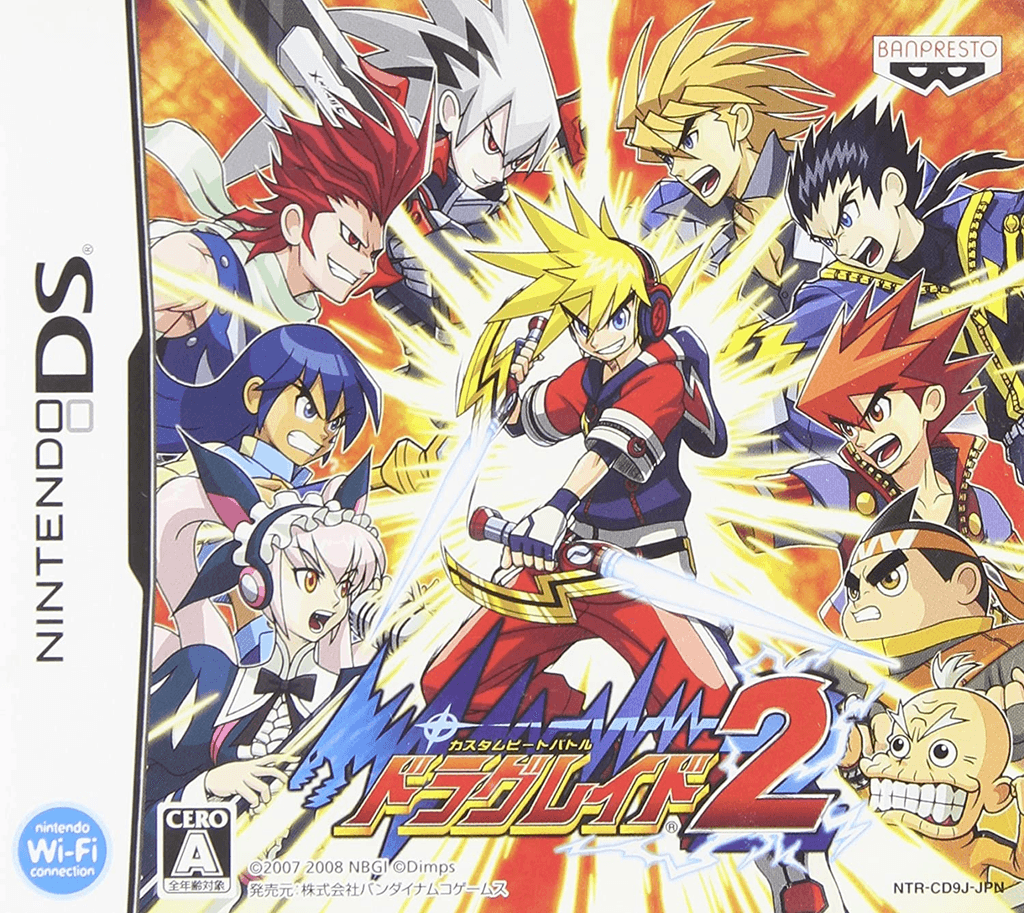 BANPRESTO
NINTENDO DS®
カスタムビートバトル
ドラグレイド2
®
nintendo
Wi-Fi
connection
CERO
A
全年齢対象
©2007 2008 NBGI ©Dimps
発売元:株式会社バンダイナムコゲームス
NTR-CD9J-JPN